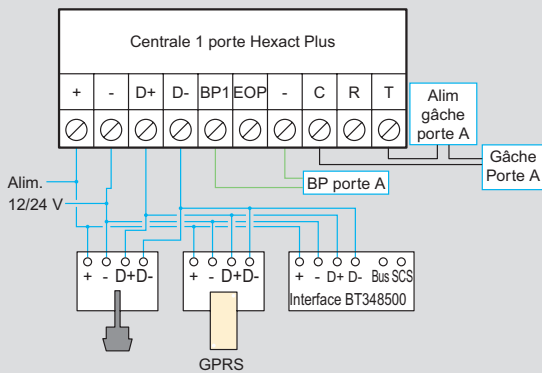 Centrale 1 porte Hexact Plus
+ - D+ D- BP1 EOP - C R T
Alim
gâche
porte A
Gâche
Porte A
BP porte A
Alim.
12/24 V
+ - D+D-
+ - D+D-
+ - D+ D- Bus SCS
Interface BT348500
GPRS